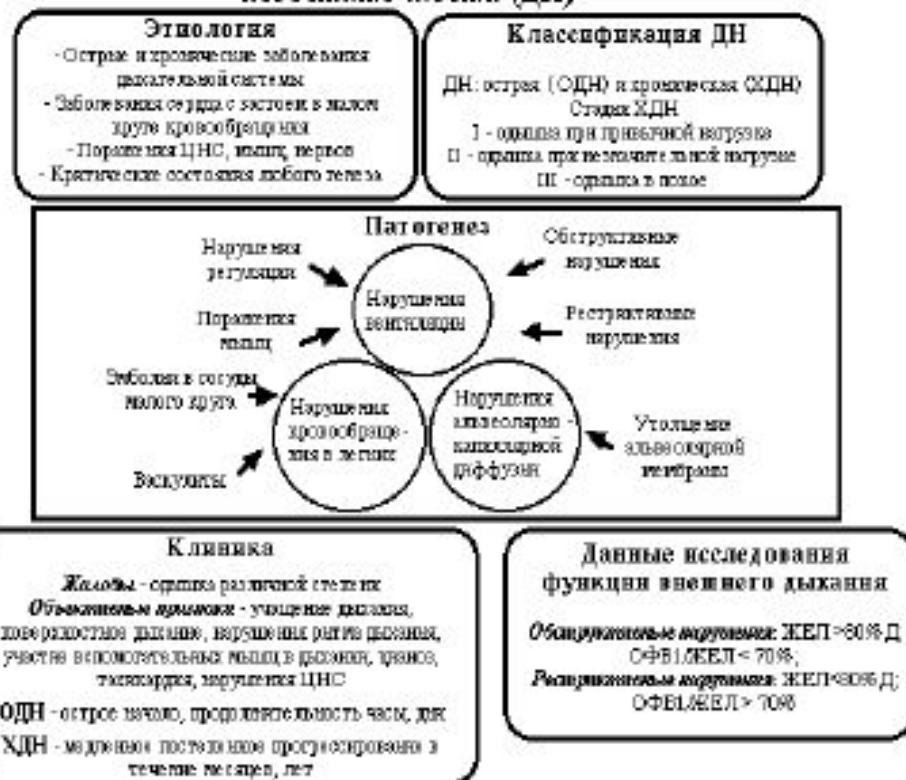 Этиология
- Острые и хронические заболевания
дыхательной системы
- Заболевания сердца с застоем в малом
круге кровообращения
- Поражения ЦНС, мышц, нервов
- Критические состояния любого генеза
Классификация ДН
ДН: острая (ОДН) и хроническая (ХДН)
Стадии ХДН
I - одышка при привычной нагрузке
II - одышка при незначительной нагрузке
III - одышка в покое
Патогенез
Нарушения
регуляции
Поражения
мышц
Эмболия в сосуды
малого круга
Васкулиты
Нарушения
вентиляции
Нарушения
кровообраще-
ния в легких
Нарушения
альвеолярно -
капиллярной
диффузии
Обструктивные
нарушения
Рестриктивные
нарушения
Утолщение
альвеолярной
мембраны
Клиника
Жалобы - одышка различной степени
Объективные признаки - учащение дыхания,
поверхностное дыхание, нарушения ритма дыхания,
участие вспомогательных мышц в дыхании, цианоз,
тахикардия, нарушения ЦНС
ОДН - острое начало, продолжительность часы, дни
ХДН - медленное постепенное прогрессирование в
течение месяцев, лет
Данные исследования
функции внешнего дыхания
Обструктивные нарушения: ЖЕЛ >80% Д
ОФВ1/ЖЕЛ < 70%;
Рестриктивные нарушения: ЖЕЛ<80% Д;
ОФВ1/ЖЕЛ > 70%